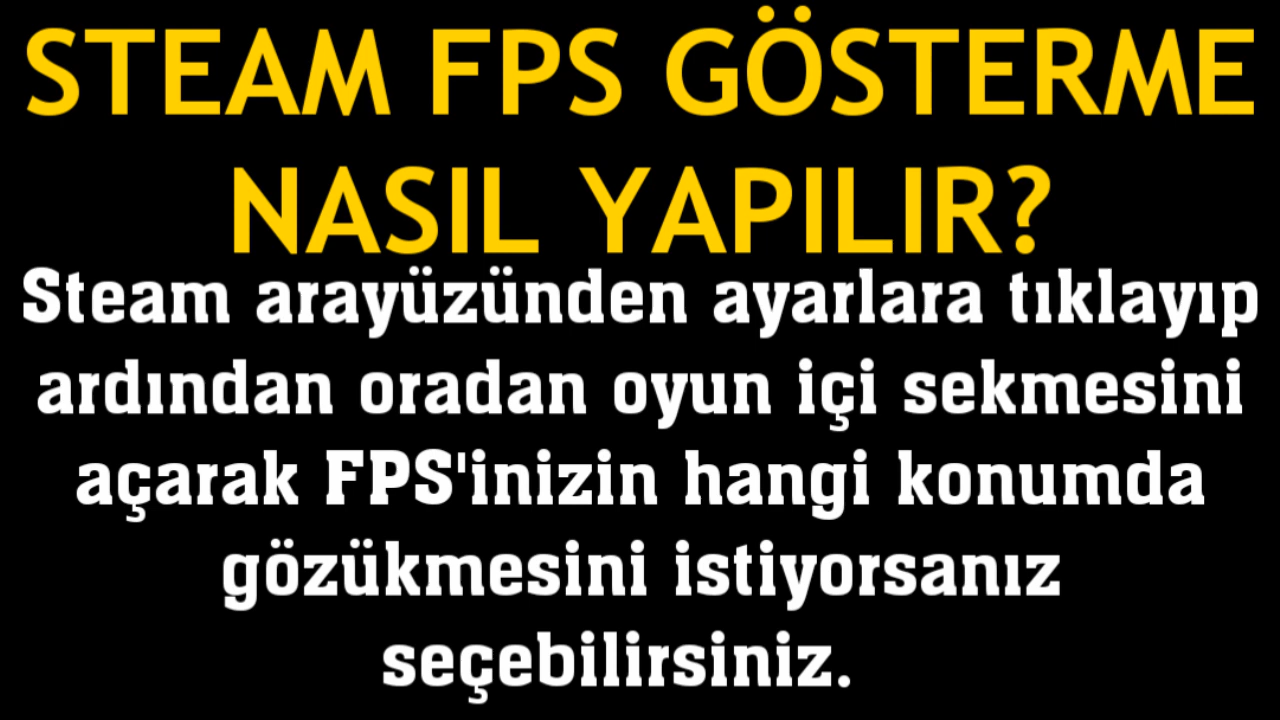 STEAM FPS GÖSTERME
NASIL YAPILIR?
Steam arayüzünden ayarlara tıklayıp
ardından oradan oyun içi sekmesini
açarak FPS'inizin hangi konumda
gözükmesini istiyorsanız
seçebilirsiniz.